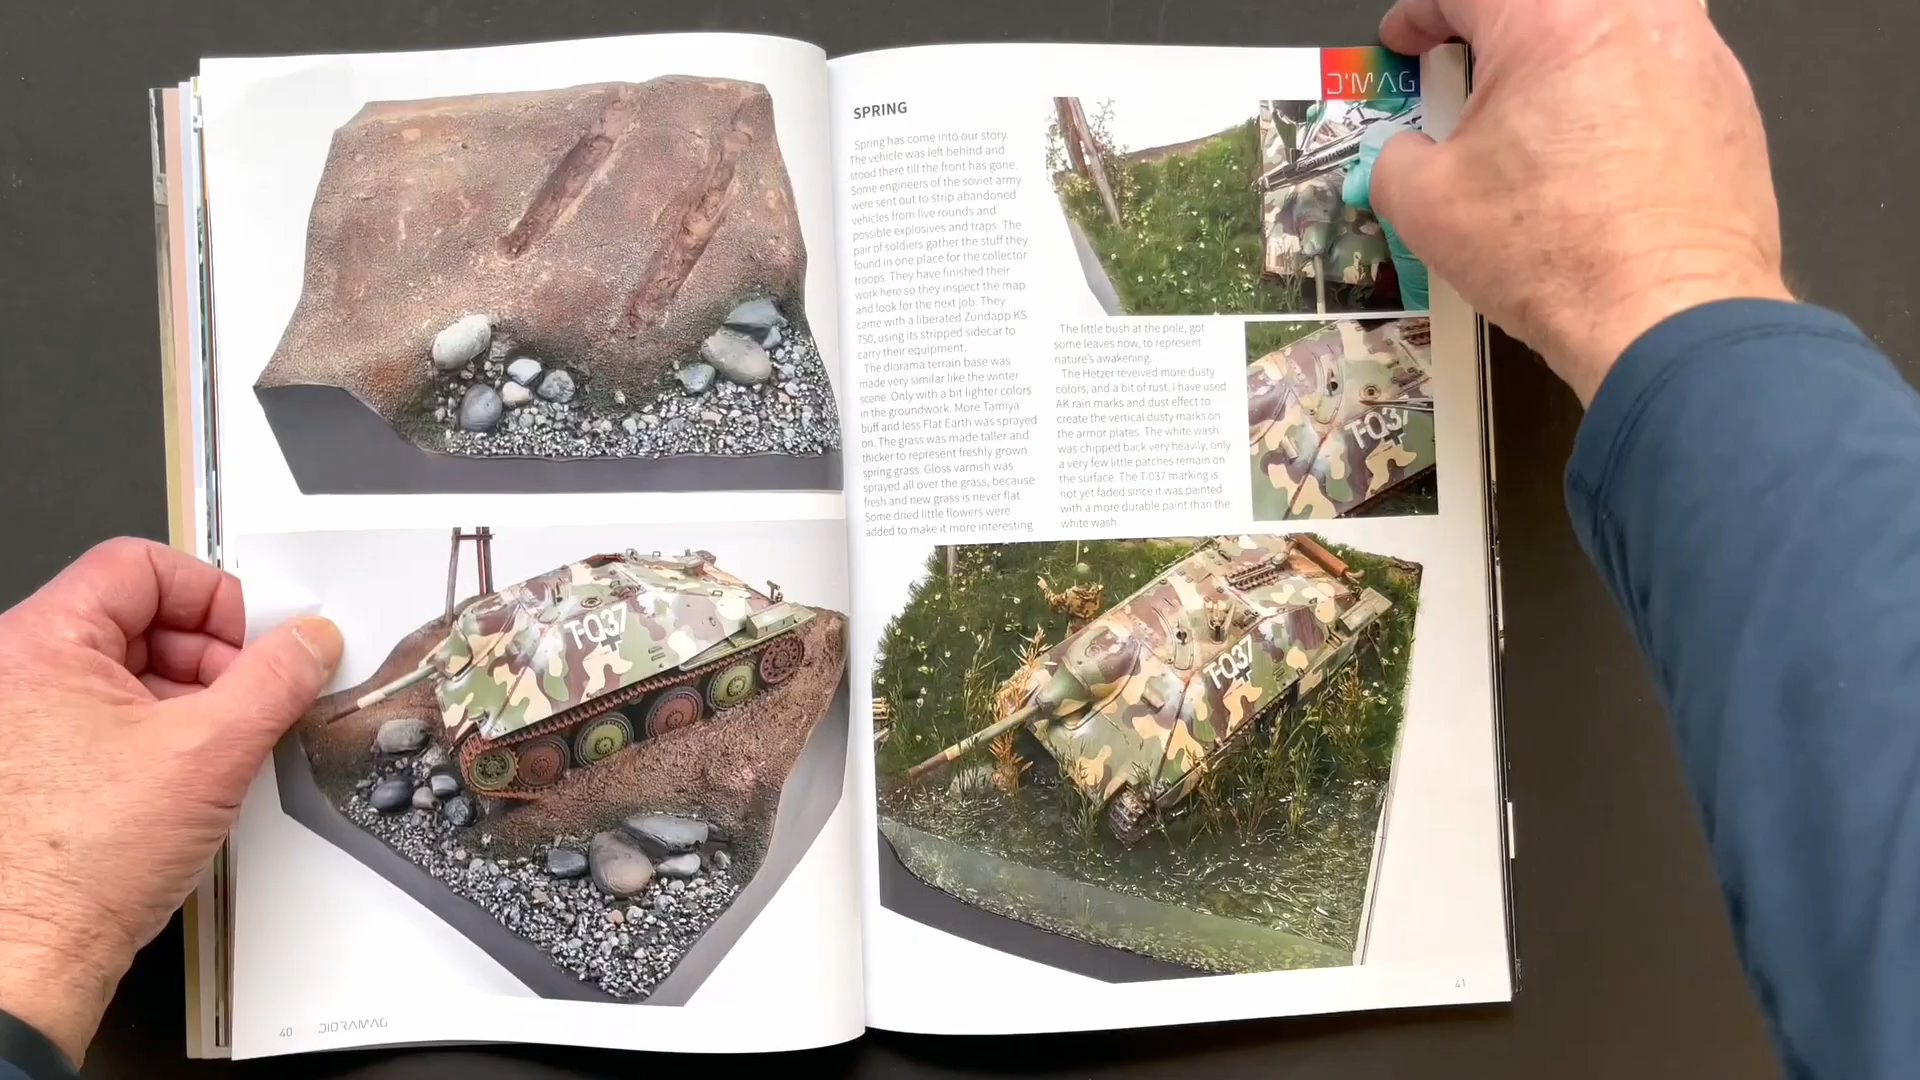 SPRING
Spring has come into our story.
The vehicle was left behind and
stood there till the front has gone.
Some engineers of the soviet army
were sent out to strip abandoned
vehicles from live rounds and
possible explosives and traps. The
pair of soldiers gather the stuff they
found in one place for the collector
troops. They have finished their
work here so they inspect the map
and look for the next job. They
came with a liberated Zündapp KS
750, using its stripped sidecar to
carry their equipment.
The diorama terrain base was
made very similar like the winter
scene. Only with a bit lighter colors
in the groundwork. More Tamiya
buff and less Flat Earth was sprayed
on. The grass was made taller and
thicker to represent freshly grown
spring grass. Gloss varnish was
sprayed all over the grass, because
fresh and new grass is never flat
Some dried little flowers were
added to make it more interesting
D'MAG
The little bush at the pole, got
some leaves now, to represent
nature's awakening.
The Hetzer reveived more dusty
colors, and a bit of rust. I have used
AK rain marks and dust effect to
create the vertical dusty marks on
the armor plates. The white wash
was chipped back very heavily, only
a very few little patches remain on
the surface. The T-037 marking is
not yet faded since it was painted
with a more durable paint than the
white wash.
T-037
T-037
T-037
40 DIORAMAG
41